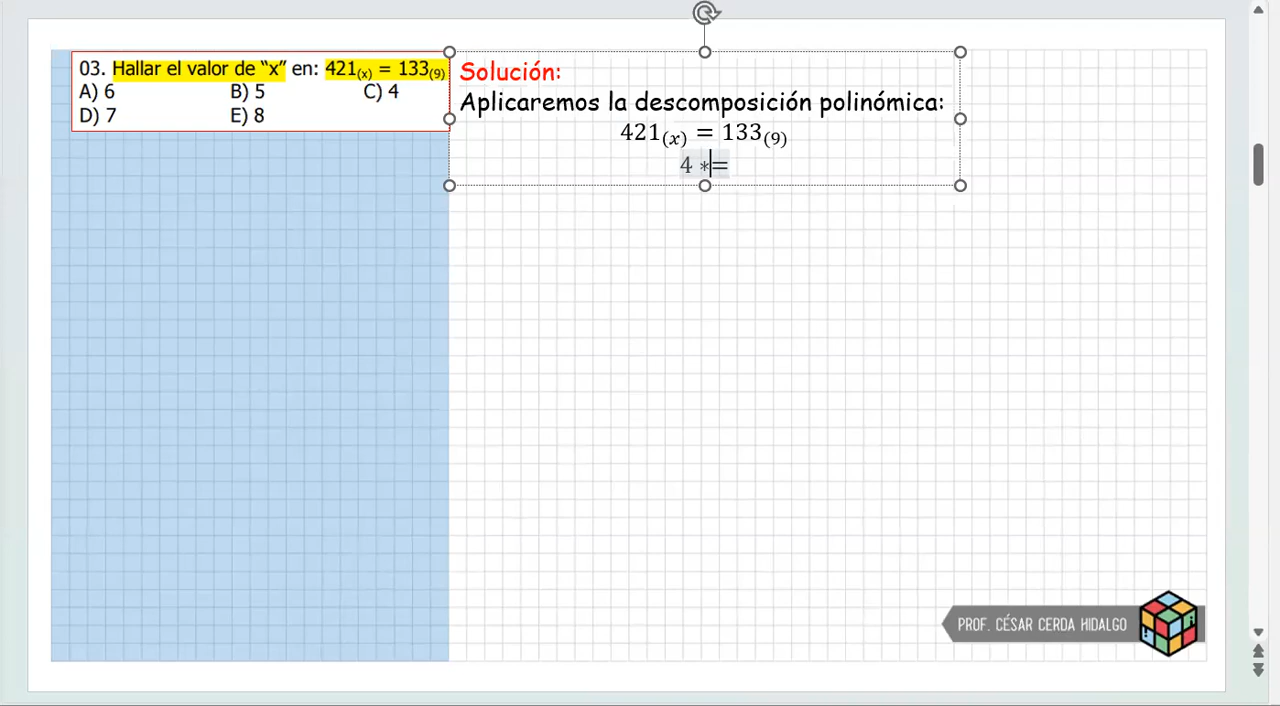 03. Hallar el valor de “x” en: 421(x) = 133(9)
A) 6 B) 5 C) 4
D) 7 E) 8
Solución:
Aplicaremos la descomposición polinómica:
421(x) = 133(9)
4 ∗=
PROF. CÉSAR CERDA HIDALGO